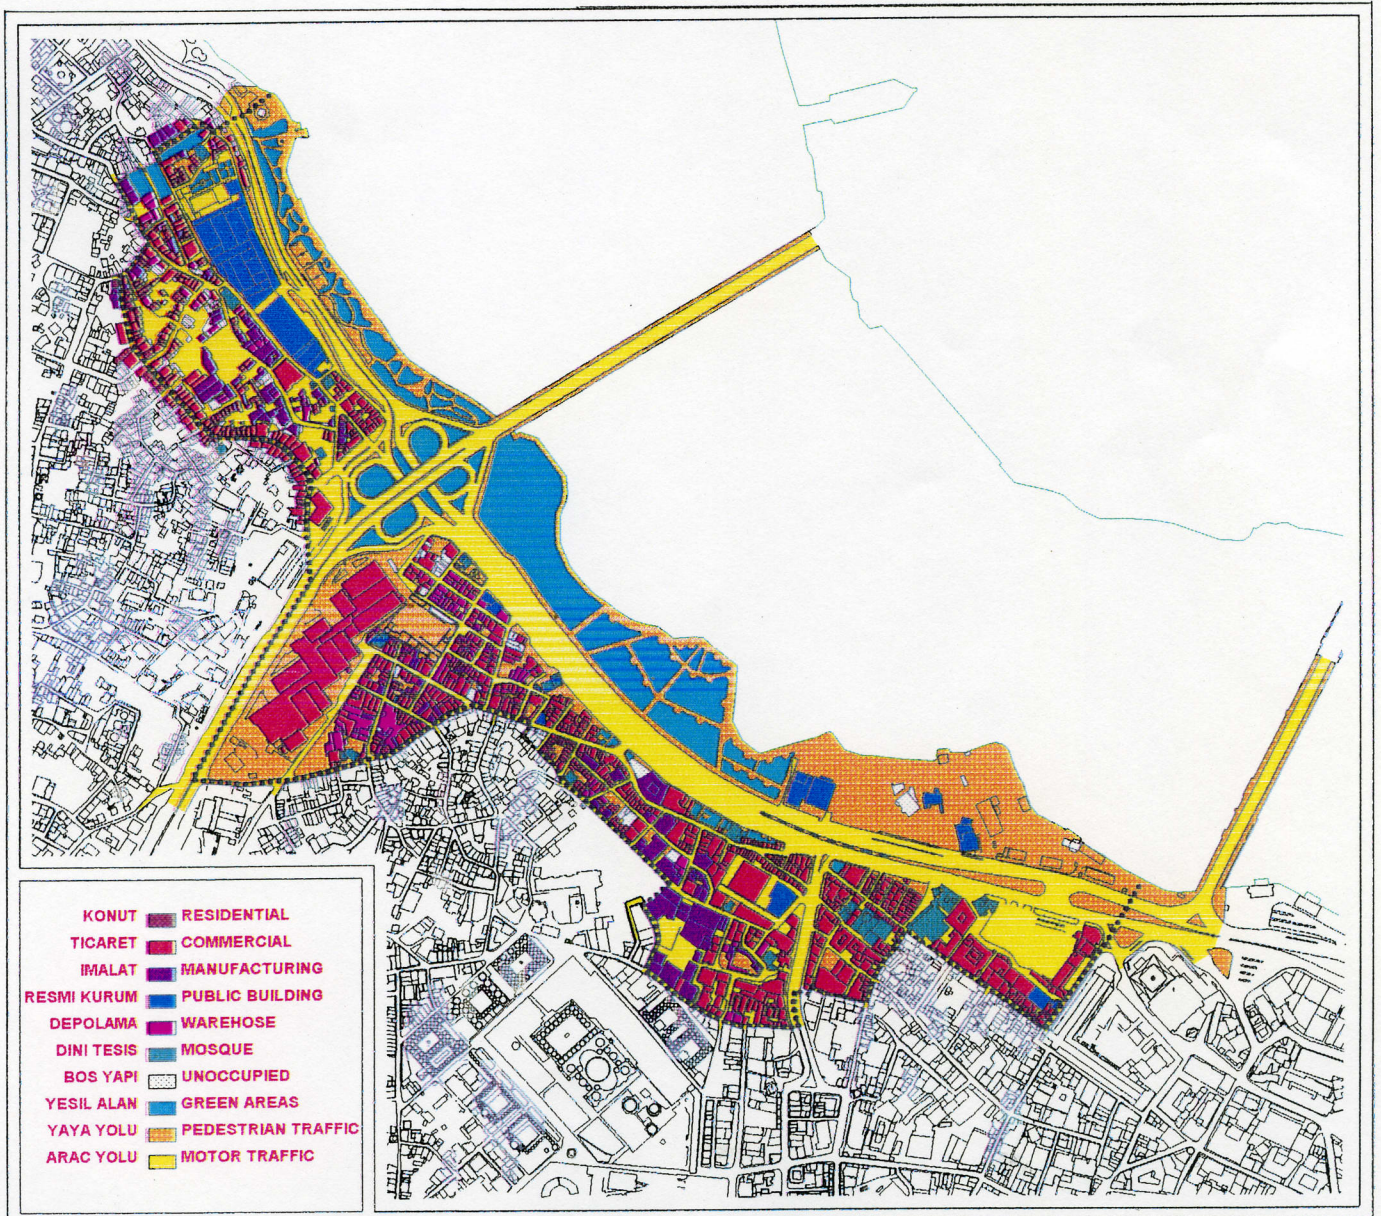 KONUT RESIDENTIAL
TICARET COMMERCIAL
IMALAT MANUFACTURING
RESMI KURUM PUBLIC BUILDING
DEPOLAMA WAREHOSE
DINI TESIS MOSQUE
BOS YAPI UNOCCUPIED
YESIL ALAN GREEN AREAS
YAYA YOLU PEDESTRIAN TRAFFIC
ARAC YOLU MOTOR TRAFFIC